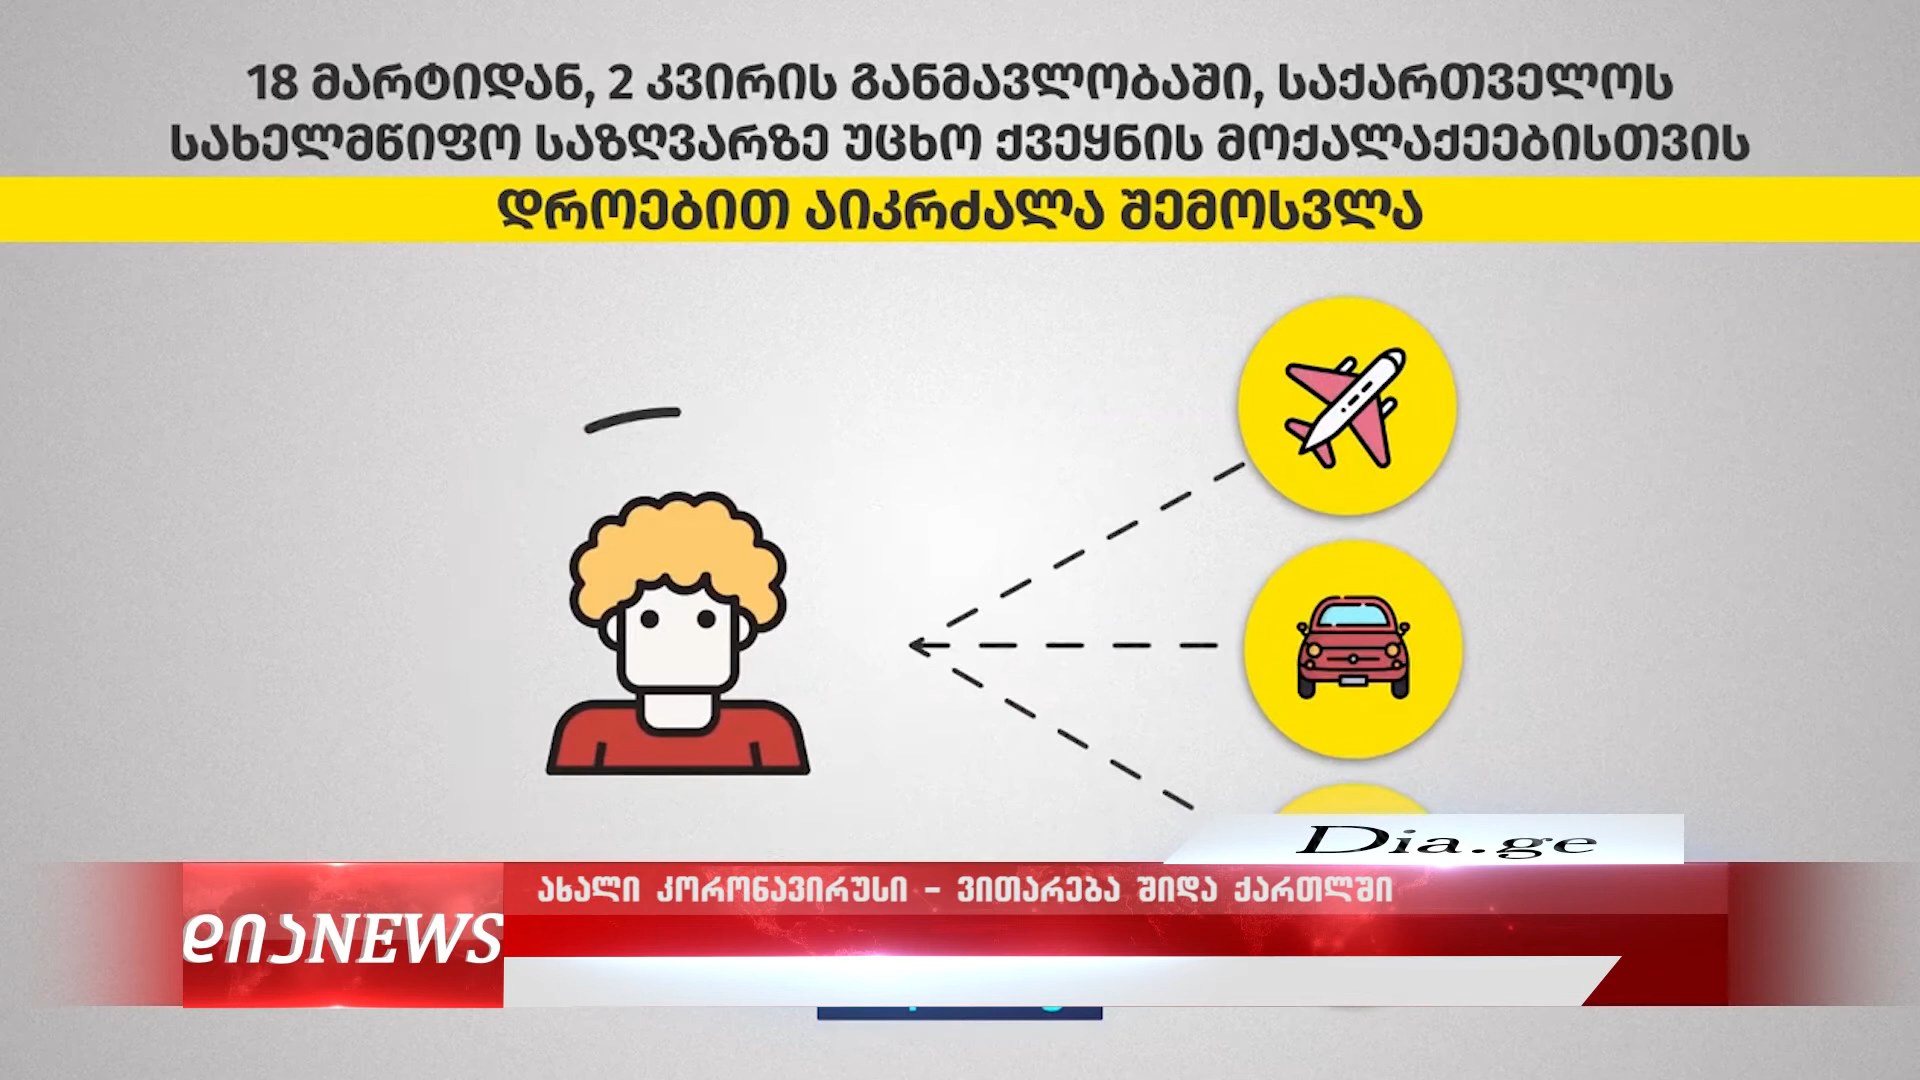 18 მარტიდან, 2 კვირის განმავლობაში, საქართველოს
სახელმწიფო საზღვარზე უცხო ქვეყნის მოქალაქეებისთვის
დროებით აიკრძალა შემოსვლა
Dia.ge
ახალი კორონავირუსი - ვითარება შიდა ქართლში
დიაNEWS